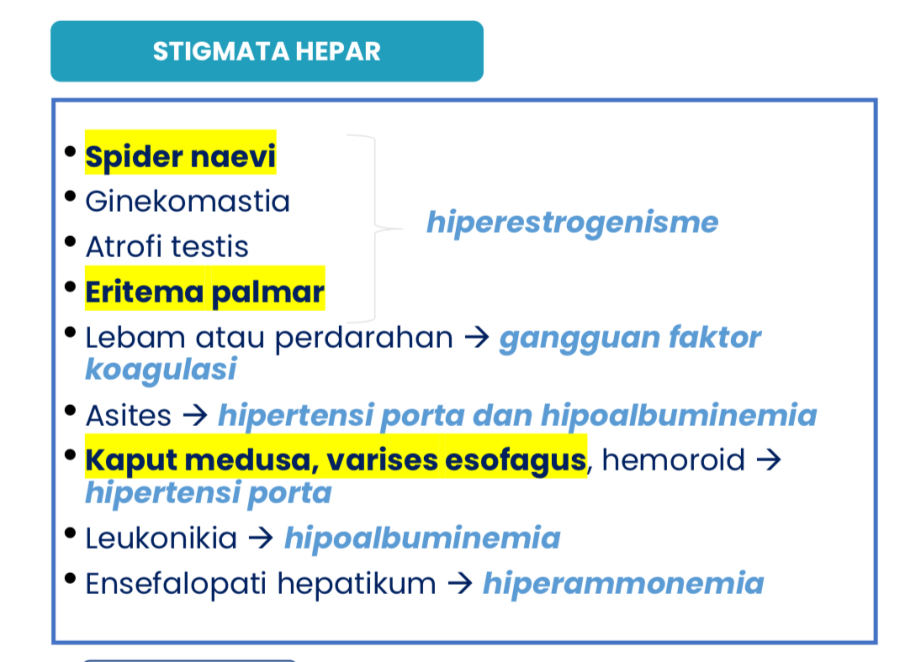 STIGMATA HEPAR
• Spider naevi
• Ginekomastia
• Atrofi testis
• Eritema palmar
hiperestrogenisme
• Lebam atau perdarahan → gangguan faktor
koagulasi
• Asites → hipertensi porta dan hipoalbuminemia
• Kaput medusa, varises esofagus, hemoroid →
hipertensi porta
• Leukonikia → hipoalbuminemia
• Ensefalopati hepatikum → hiperammonemia